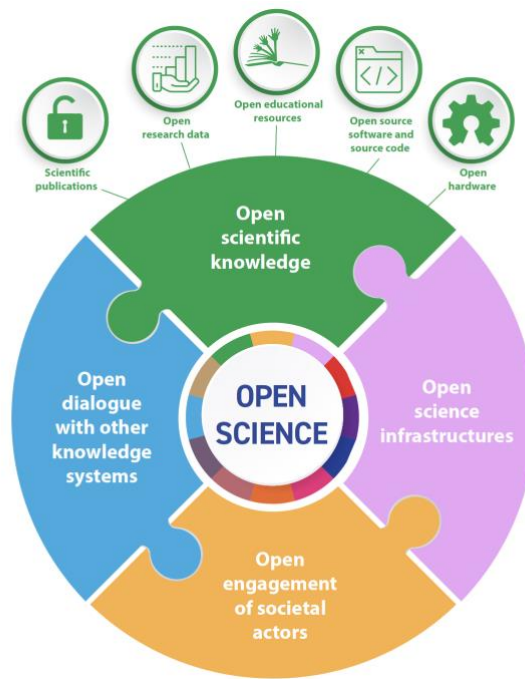 Scientific
publications
Open
research data
Open educational
resources
Open source
software and
source code
Open
hardware
Open
scientific
knowledge
Open
dialogue
with other
knowledge
systems
OPEN
SCIENCE
Open
science
infrastructures
Open
engagement
of societal
actors